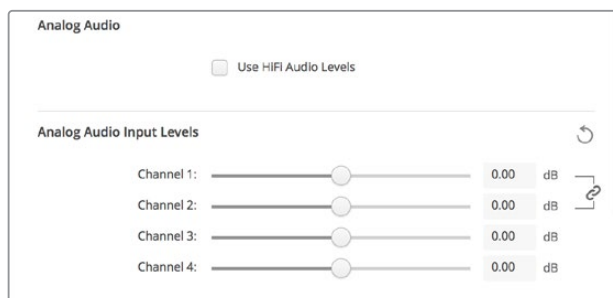 Analog Audio
Use HiFi Audio Levels
Analog Audio Input Levels
Channel 1: 0.00 dB
Channel 2: 0.00 dB
Channel 3: 0.00 dB
Channel 4: 0.00 dB